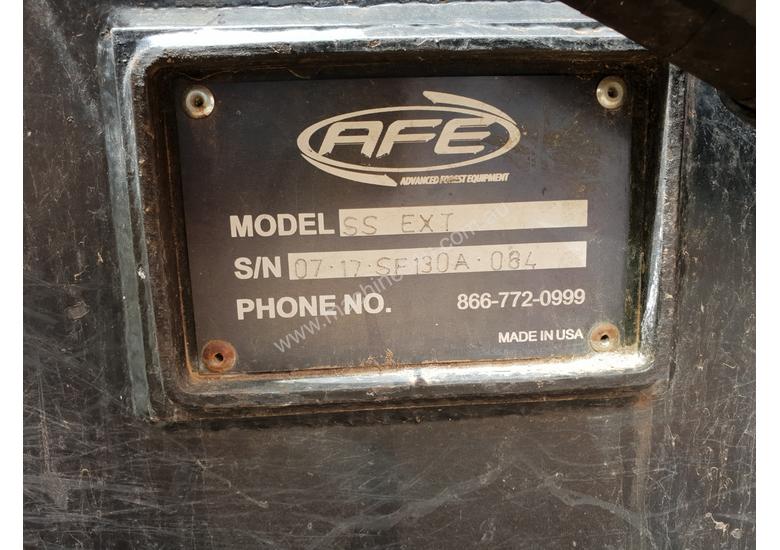 AFE
ADVANCED FOREST EQUIPMENT
MODEL SS EXT
S/N 07·17·SF130A·084
PHONE NO. 866-772-0999
MADE IN USA